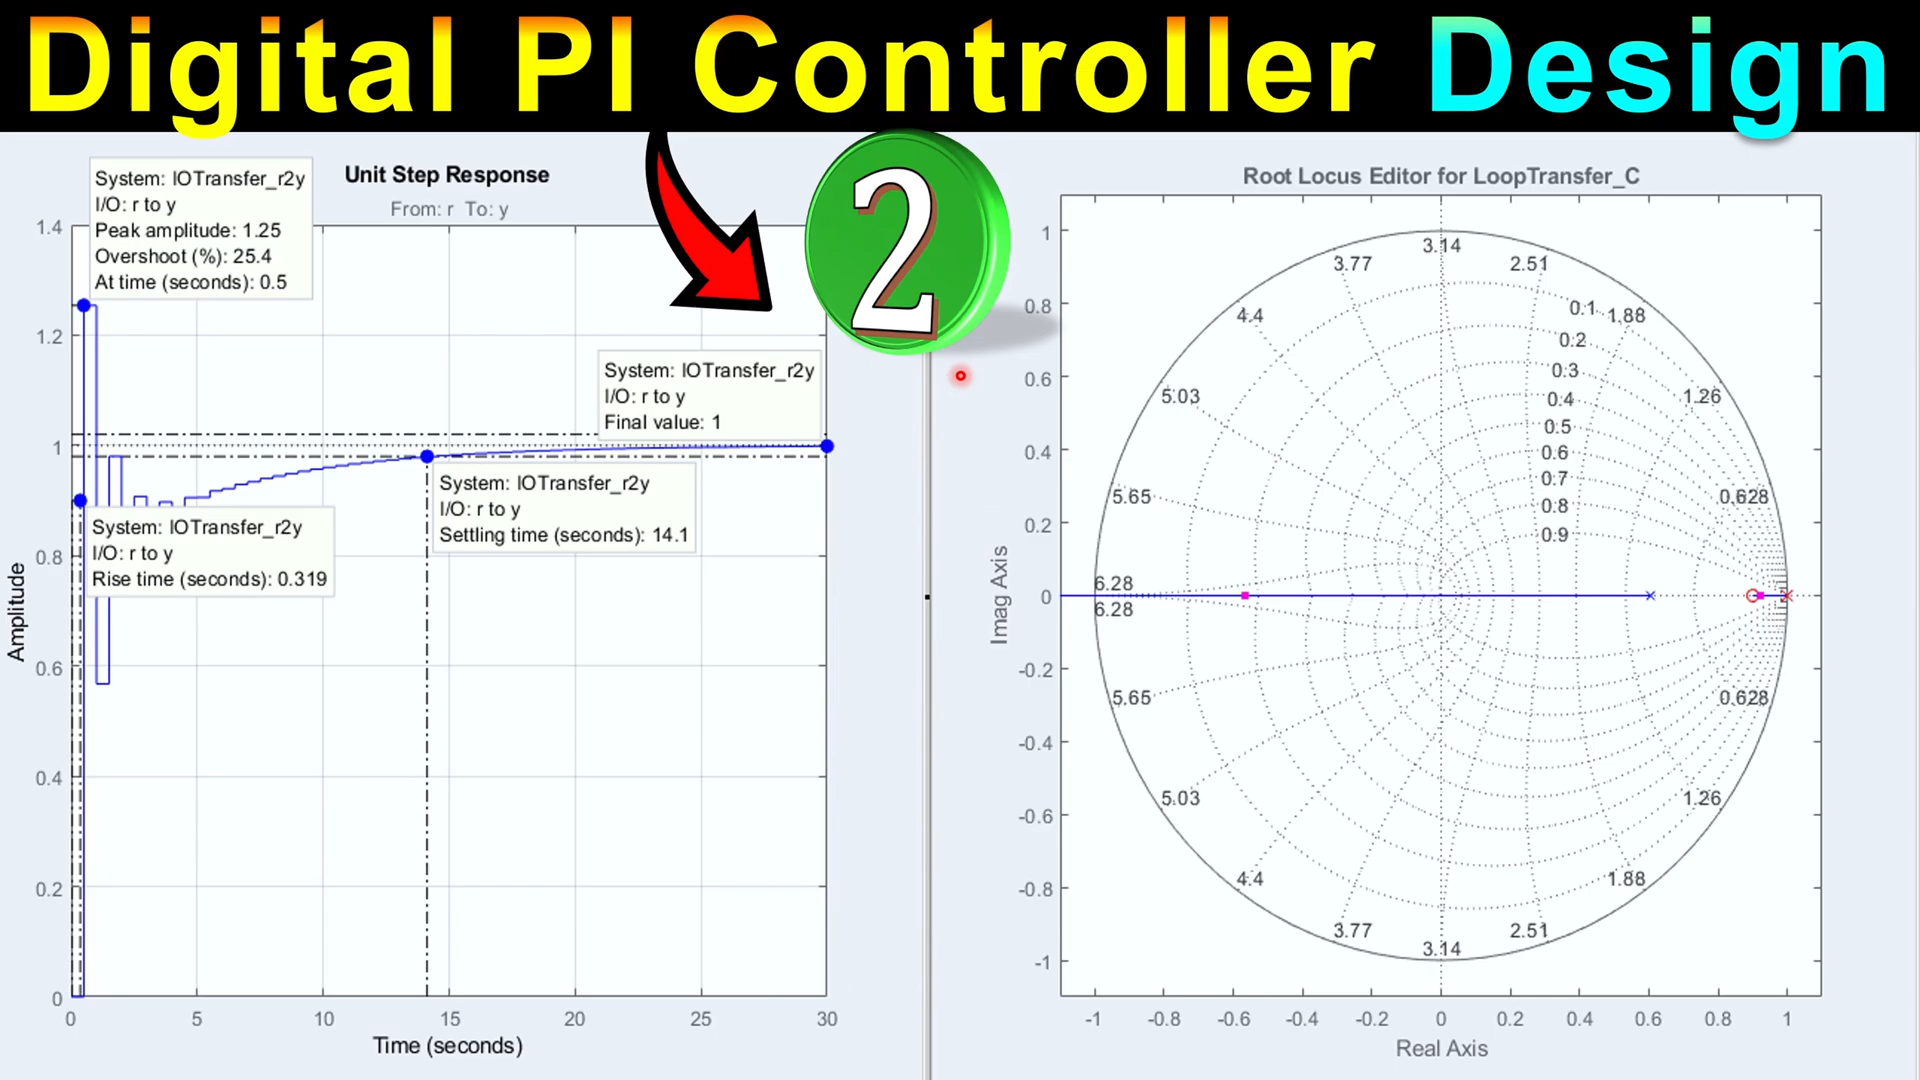 Digital PI Controller Design
2
System: IOTransfer_r2y
I/O: r to y
Peak amplitude: 1.25
Overshoot (%): 25.4
At time (seconds): 0.5
Unit Step Response
From: r To: y
System: IOTransfer_r2y
I/O: r to y
Final value: 1
System: IOTransfer_r2y
I/O: r to y
Settling time (seconds): 14.1
System: IOTransfer_r2y
I/O: r to y
Rise time (seconds): 0.319
Amplitude
1.4
1.2
1
0.8
0.6
0.4
0.2
0
0 5 10 15 20 25 30
Time (seconds)
Root Locus Editor for LoopTransfer_C
Imag Axis
1
0.8
0.6
0.4
0.2
0
-0.2
-0.4
-0.6
-0.8
-1
3.14
3.77 2.51
4.4 0.1 1.88
0.2
0.3
5.03 0.4 1.26
0.5
0.6
0.7
5.65 0.8 0.628
0.9
6.28
6.28
5.65 0.628
5.03 1.26
4.4 1.88
3.77 2.51
3.14
-1 -0.8 -0.6 -0.4 -0.2 0 0.2 0.4 0.6 0.8 1
Real Axis